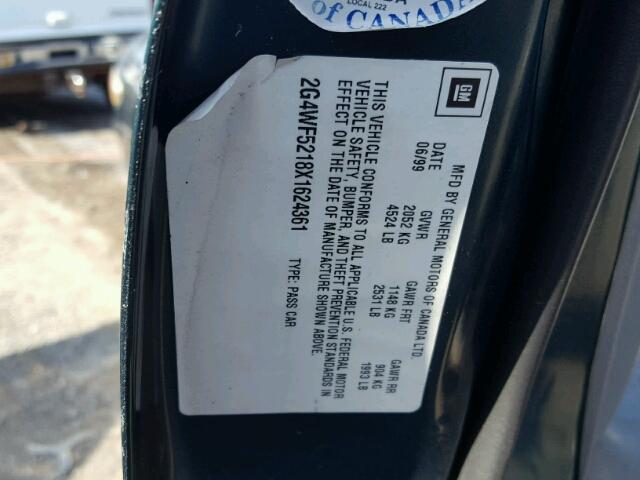 LOCAL 222
of CANADA
GM
MFD BY GENERAL MOTORS OF CANADA LTD.
DATE GVWR GAWR FRT GAWR RR
06/99 2052 KG 1148 KG 904 KG
4524 LB 2531 LB 1993 LB
THIS VEHICLE CONFORMS TO ALL APPLICABLE U.S. FEDERAL MOTOR
VEHICLE SAFETY, BUMPER, AND THEFT PREVENTION STANDARDS IN
EFFECT ON THE DATE OF MANUFACTURE SHOWN ABOVE.
2G4WF5218X1624361 TYPE: PASS CAR